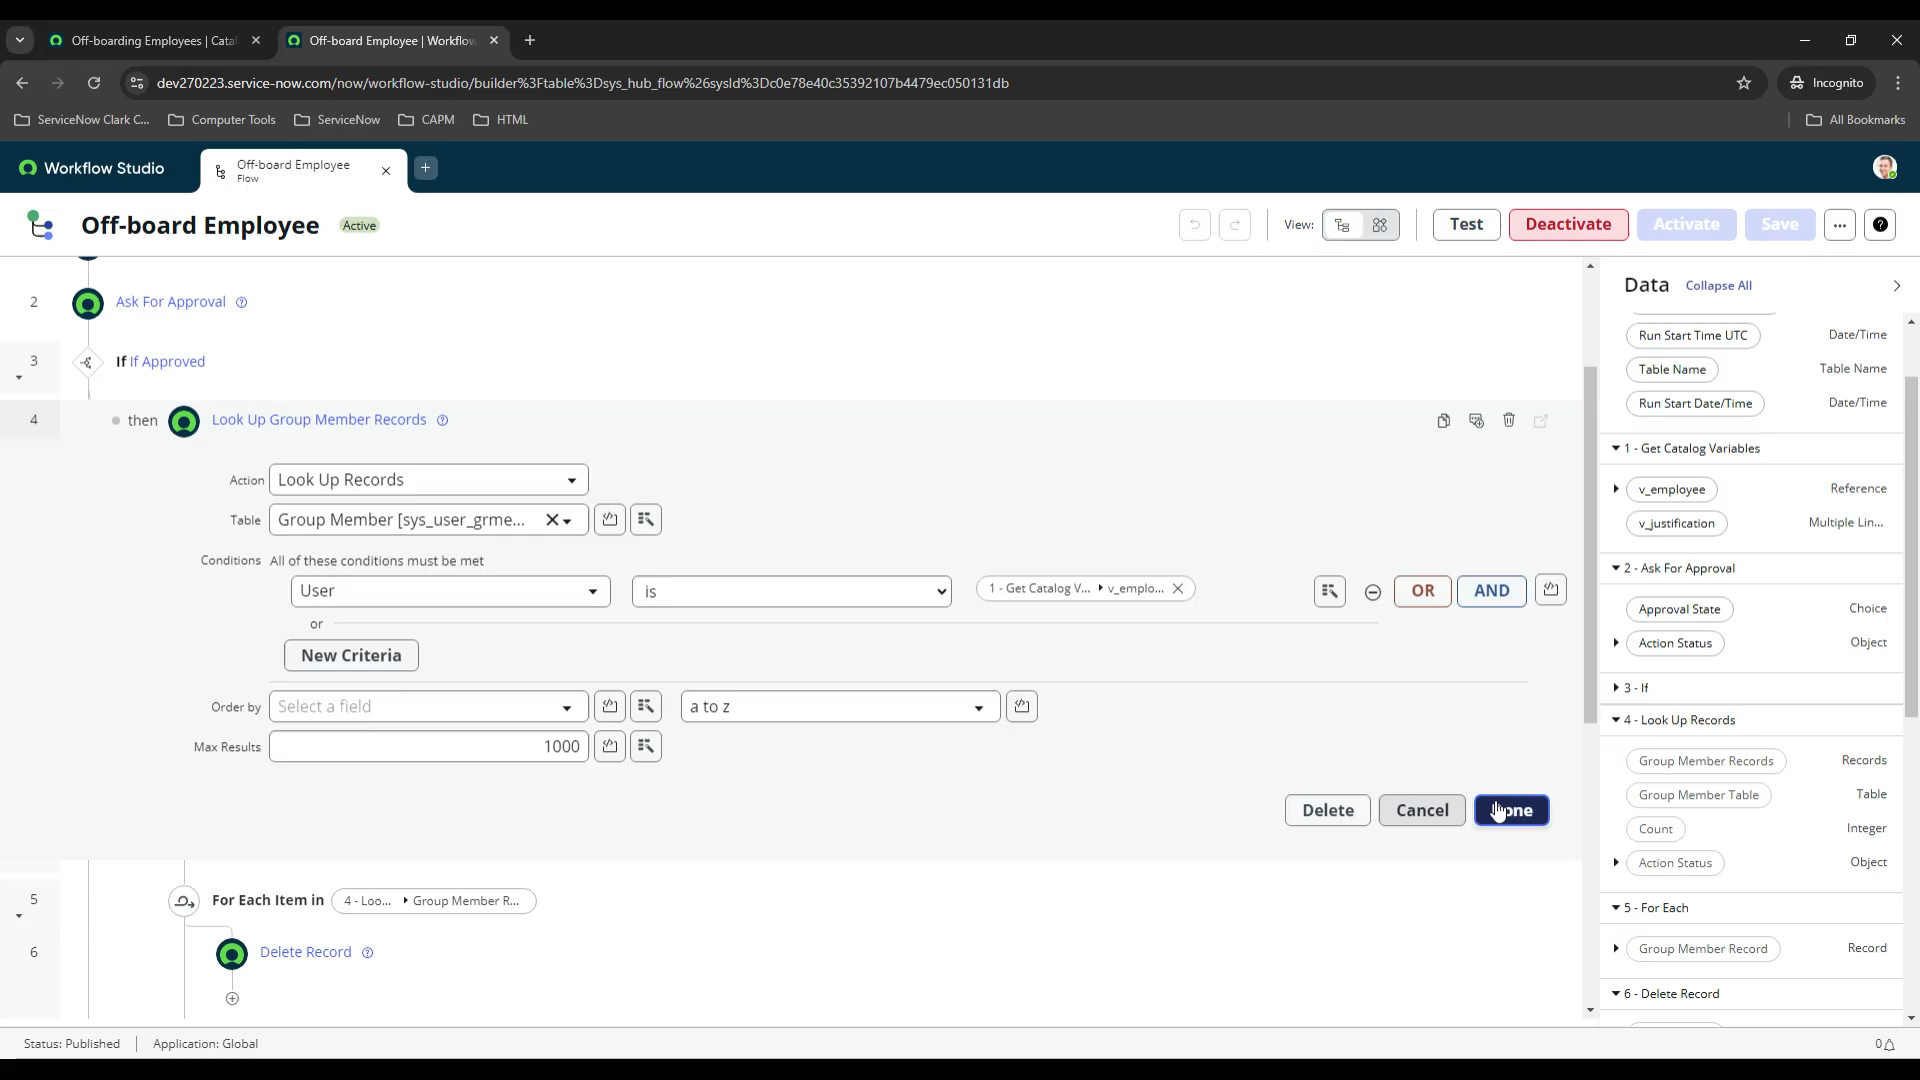 Off-boarding Employees | Cata
Off-board Employee | Workflow
dev270223.service-now.com/now/workflow-studio/builder%3Ftable%3Dsys_hub_flow%26sysId%3Dc0e78e40c35392107b4479ec050131db
Incognito
ServiceNow Clark C...
Computer Tools
ServiceNow
CAPM
HTML
All Bookmarks
Workflow Studio
Off-board Employee
Flow
Off-board Employee
Active
View:
Test
Deactivate
Activate
Save
2
Ask For Approval
3
If If Approved
4
then
Look Up Group Member Records
Action
Look Up Records
Table
Group Member [sys_user_grme...
Conditions
All of these conditions must be met
User
is
1 - Get Catalog V...
v_emplo...
OR
AND
or
New Criteria
Order by
Select a field
a to z
Max Results
1000
Delete
Cancel
5
For Each Item in
4 - Loo...
Group Member R...
6
Delete Record
Data
Collapse All
Run Start Time UTC
Date/Time
Table Name
Table Name
Run Start Date/Time
Date/Time
1 - Get Catalog Variables
v_employee
Reference
v_justification
Multiple Lin...
2 - Ask For Approval
Approval State
Choice
Action Status
Object
3 - If
4 - Look Up Records
Group Member Records
Records
Group Member Table
Table
Count
Integer
Action Status
Object
5 - For Each
Group Member Record
Record
6 - Delete Record
Status: Published
Application: Global
0